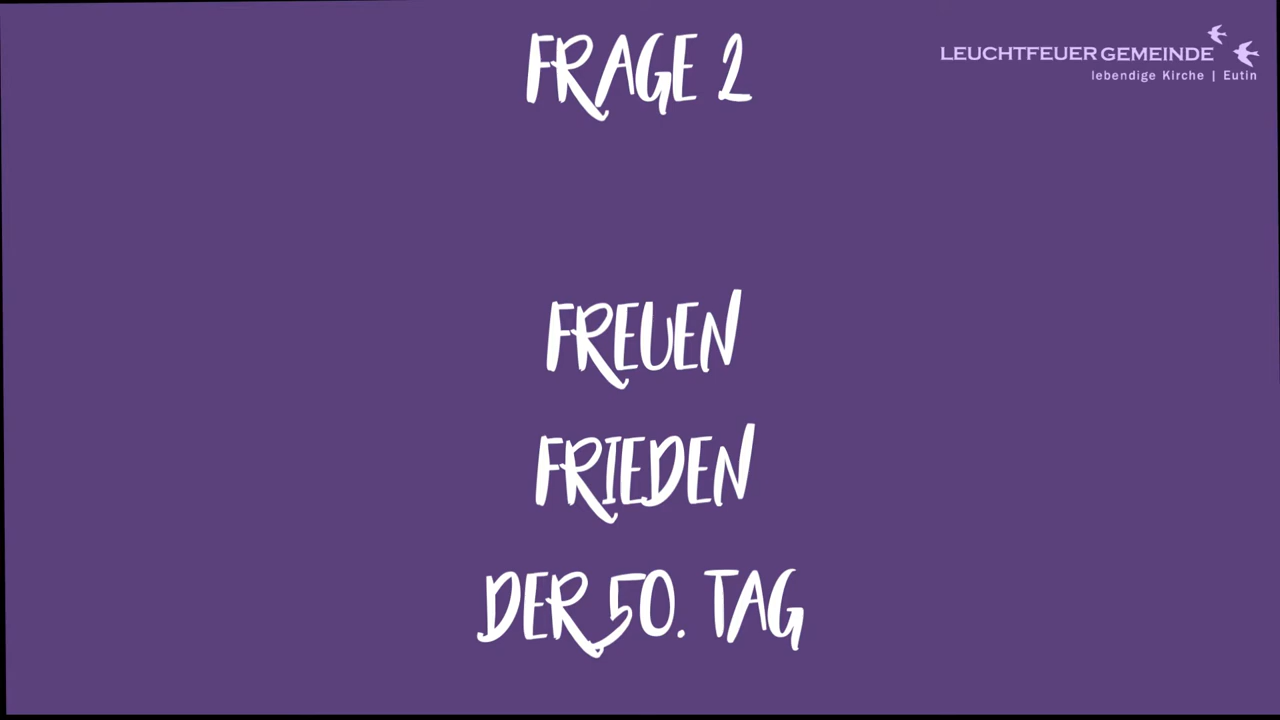 FRAGE 2
LEUCHTFEUER GEMEINDE
lebendige Kirche | Eutin
FREUEN
FRIEDEN
DER 50. TAG